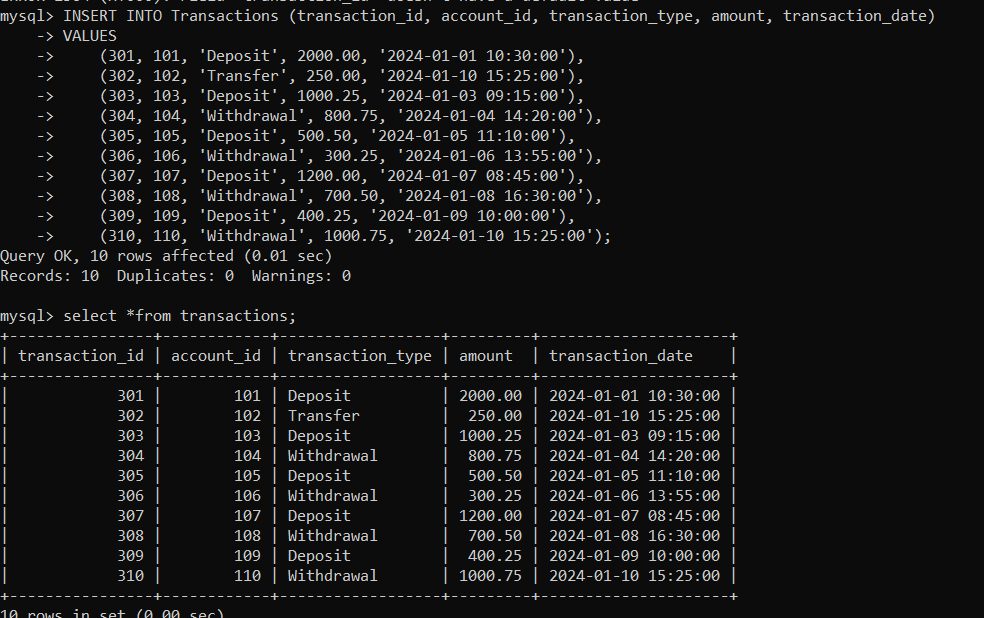 mysql> INSERT INTO Transactions (transaction_id, account_id, transaction_type, amount, transaction_date)
    -> VALUES
    ->     (301, 101, 'Deposit', 2000.00, '2024-01-01 10:30:00'),
    ->     (302, 102, 'Transfer', 250.00, '2024-01-10 15:25:00'),
    ->     (303, 103, 'Deposit', 1000.25, '2024-01-03 09:15:00'),
    ->     (304, 104, 'Withdrawal', 800.75, '2024-01-04 14:20:00'),
    ->     (305, 105, 'Deposit', 500.50, '2024-01-05 11:10:00'),
    ->     (306, 106, 'Withdrawal', 300.25, '2024-01-06 13:55:00'),
    ->     (307, 107, 'Deposit', 1200.00, '2024-01-07 08:45:00'),
    ->     (308, 108, 'Withdrawal', 700.50, '2024-01-08 16:30:00'),
    ->     (309, 109, 'Deposit', 400.25, '2024-01-09 10:00:00'),
    ->     (310, 110, 'Withdrawal', 1000.75, '2024-01-10 15:25:00');
Query OK, 10 rows affected (0.01 sec)
Records: 10  Duplicates: 0  Warnings: 0
mysql> select *from transactions;
+----------------+------------+------------------+---------+---------------------+
| transaction_id | account_id | transaction_type | amount  | transaction_date    |
+----------------+------------+------------------+---------+---------------------+
|            301 |        101 | Deposit          | 2000.00 | 2024-01-01 10:30:00 |
|            302 |        102 | Transfer         |  250.00 | 2024-01-10 15:25:00 |
|            303 |        103 | Deposit          | 1000.25 | 2024-01-03 09:15:00 |
|            304 |        104 | Withdrawal       |  800.75 | 2024-01-04 14:20:00 |
|            305 |        105 | Deposit          |  500.50 | 2024-01-05 11:10:00 |
|            306 |        106 | Withdrawal       |  300.25 | 2024-01-06 13:55:00 |
|            307 |        107 | Deposit          | 1200.00 | 2024-01-07 08:45:00 |
|            308 |        108 | Withdrawal       |  700.50 | 2024-01-08 16:30:00 |
|            309 |        109 | Deposit          |  400.25 | 2024-01-09 10:00:00 |
|            310 |        110 | Withdrawal       | 1000.75 | 2024-01-10 15:25:00 |
+----------------+------------+------------------+---------+---------------------+
10 rows in set (0.00 sec)